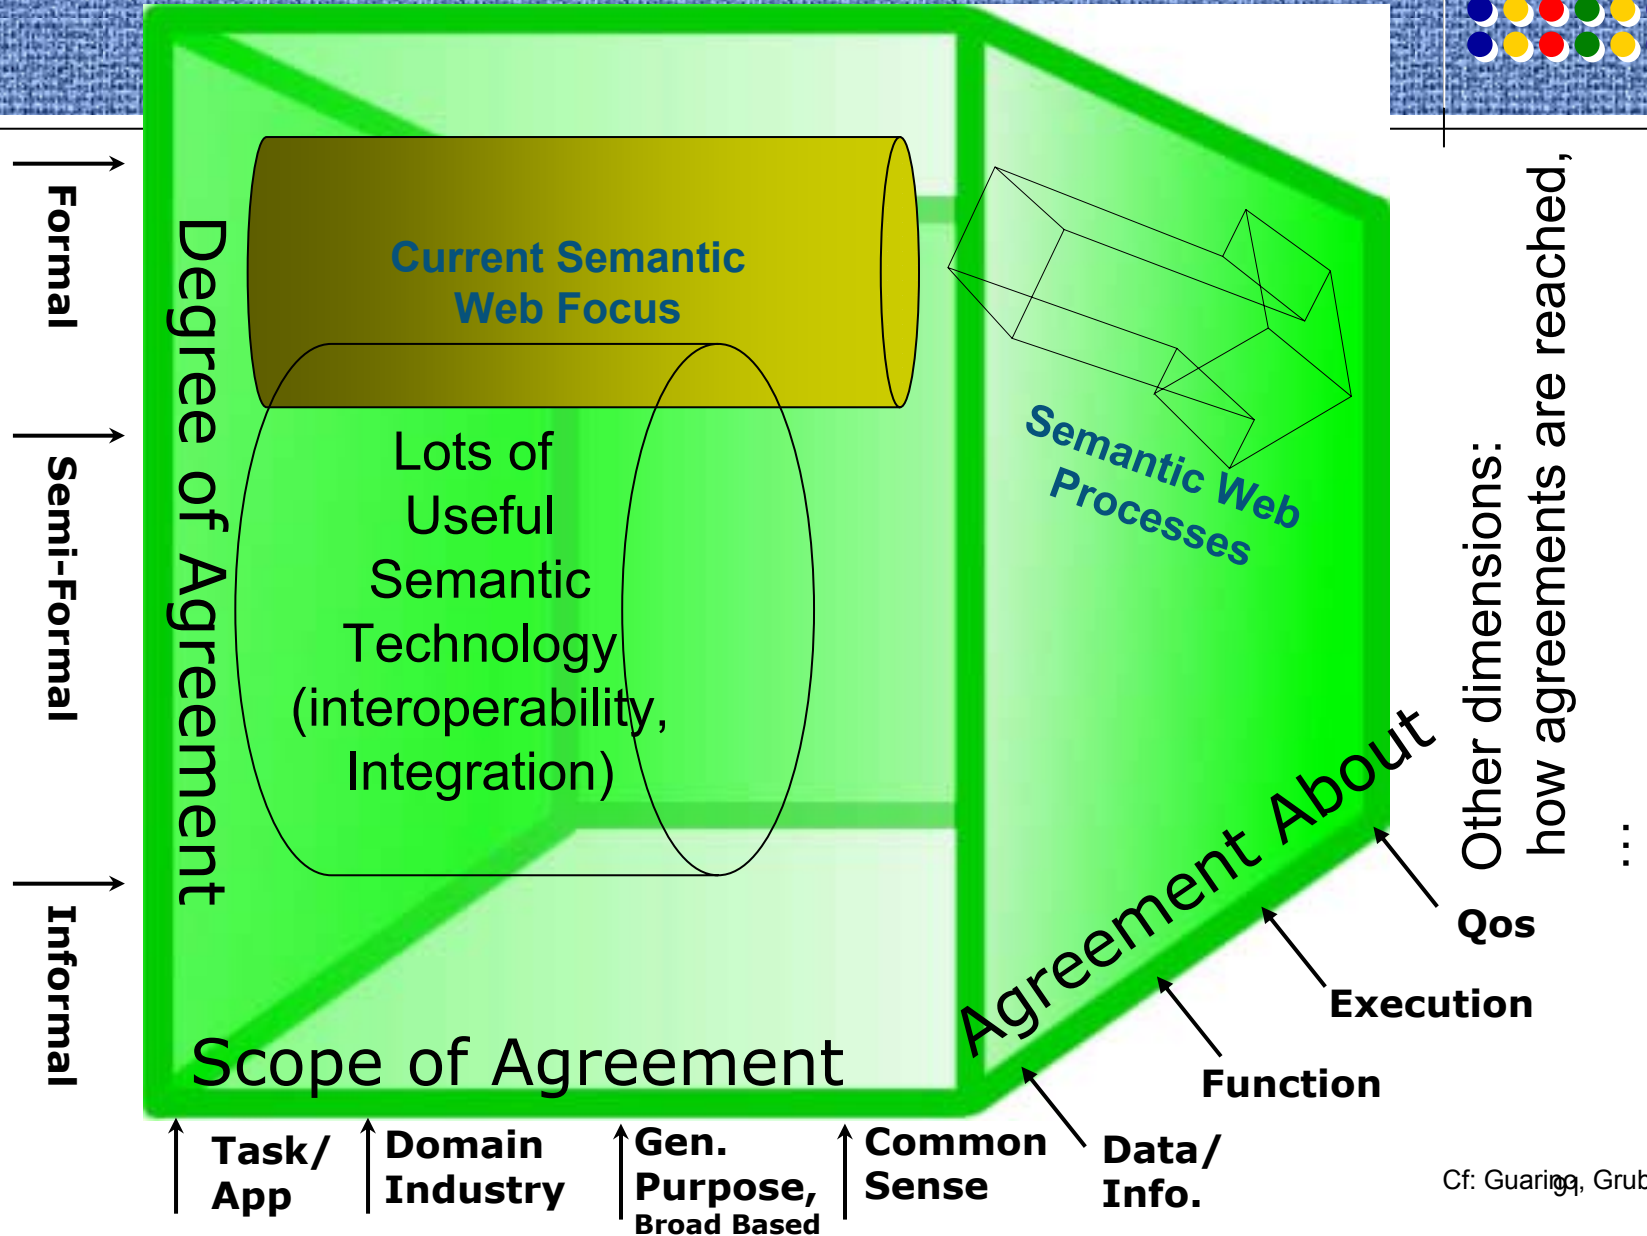 Formal
Semi-Formal
Informal
Degree of Agreement
Current Semantic
Web Focus
Lots of
Useful
Semantic
Technology
(interoperability,
Integration)
Semantic Web
Processes
Other dimensions:
how agreements are reached,
...
Scope of Agreement
Agreement About
Qos
Execution
Function
Data/
Info.
Task/
App
Domain
Industry
Gen.
Purpose,
Broad Based
Common
Sense
Cf: Guarino, Grub
91